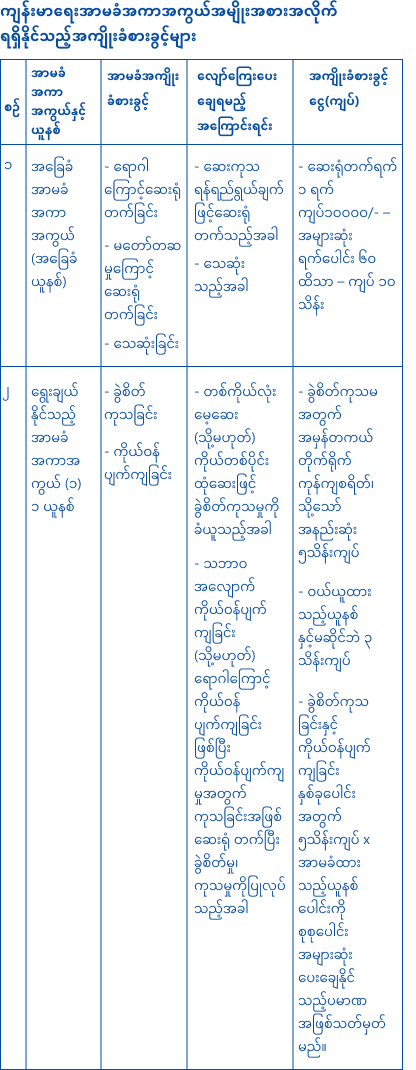 ကျန်းမာရေးအာမခံအကာအကွယ်အမျိုးအစားအလိုက်
ရရှိနိုင်သည့်အကျိုးခံစားခွင့်များ
စဉ်
အာမခံ
အကာ
အကွယ်နှင့်
ယူနစ်
အာမခံအကျိုး
ခံစားခွင့်
လျော်ကြေးပေး
ချေရမည့်
အကြောင်းရင်း
အကျိုးခံစားခွင့်
ငွေ(ကျပ်)
၁
အခြေခံ
အာမခံ
အကာ
အကွယ်
(အခြေခံ
ယူနစ်)
- ရောဂါ
ကြောင့်ဆေးရုံ
တက်ခြင်း
- မတော်တဆ
မှုကြောင့်
ဆေးရုံ
တက်ခြင်း
- သေဆုံးခြင်း
- ဆေးကုသ
ရန်ရည်ရွယ်ချက်
ဖြင့်ဆေးရုံ
တက်သည့်အခါ
- သေဆုံး
သည့်အခါ
- ဆေးရုံတက်ရက်
၁ ရက်
ကျပ်၁၀၀၀၀/- –
အများဆုံး
ရက်ပေါင်း ၆၀
ထိသာ – ကျပ် ၁၀
သိန်း
၂
ရွေးချယ်
နိုင်သည့်
အာမခံ
အကာအ
ကွယ် (၁)
၁ ယူနစ်
- ခွဲစိတ်
ကုသခြင်း
- ကိုယ်ဝန်
ပျက်ကျခြင်း
- တစ်ကိုယ်လုံး
မေ့ဆေး
(သို့မဟုတ်)
ကိုယ်တစ်ပိုင်း
ထုံဆေးဖြင့်
ခွဲစိတ်ကုသမှုကို
ခံယူသည့်အခါ
- သဘာဝ
အလျောက်
ကိုယ်ဝန်ပျက်
ကျခြင်း
(သို့မဟုတ်)
ရောဂါကြောင့်
ကိုယ်ဝန်
ပျက်ကျခြင်း
ဖြစ်ပြီး
ကိုယ်ဝန်ပျက်ကျ
မှုအတွက်
ကုသခြင်းအဖြစ်
ဆေးရုံ တက်ပြီး
ခွဲစိတ်မှု၊
ကုသမှုကိုပြုလုပ်
သည့်အခါ
- ခွဲစိတ်ကုသမ
အတွက်
အမှန်တကယ်
တိုက်ရိုက်
ကုန်ကျစရိတ်၊
သို့သော်
အနည်းဆုံး
၅သိန်းကျပ်
- ဝယ်ယူထား
သည့်ယူနစ်
နှင့်မဆိုင်ဘဲ ၃
သိန်းကျပ်
- ခွဲစိတ်ကုသ
ခြင်းနှင့်
ကိုယ်ဝန်ပျက်
ကျခြင်း
နှစ်ခုပေါင်း
အတွက်
၅သိန်းကျပ် x
အာမခံထား
သည့်ယူနစ်
ပေါင်းကို
စုစုပေါင်း
အများဆုံး
ပေးချေနိုင်
သည့်ပမာဏ
အဖြစ်သတ်မှတ်
မည်။